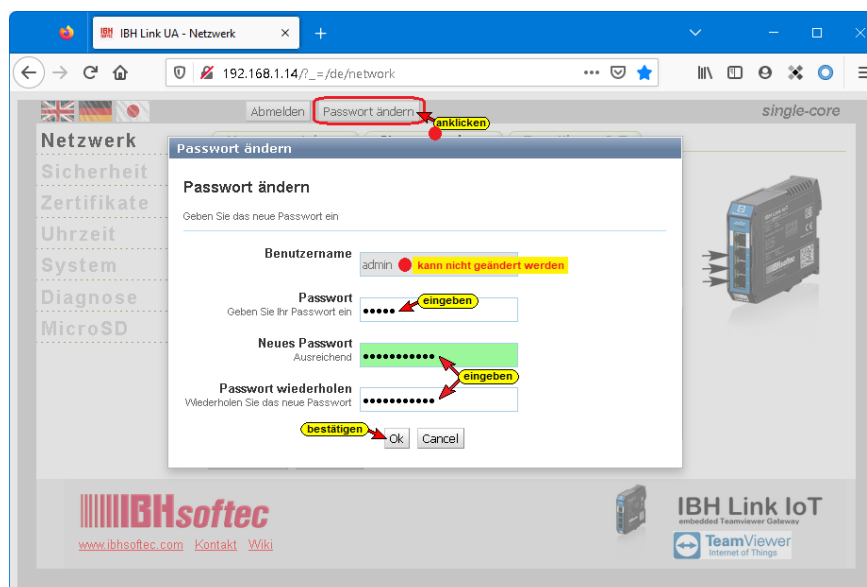 IBH Link UA - Netzwerk
192.168.1.14/?_=/de/network
Abmelden Passwort ändern single-core
anklicken
Netzwerk
Sicherheit
Zertifikate
Uhrzeit
System
Diagnose
MicroSD
Passwort ändern
Passwort ändern
Geben Sie das neue Passwort ein
Benutzername
admin kann nicht geändert werden
Passwort
Geben Sie Ihr Passwort ein
eingeben
Neues Passwort
Ausreichend
eingeben
Passwort wiederholen
Wiederholen Sie das neue Passwort
bestätigen
Ok Cancel
IBHsoftec
www.ibhsoftec.com Kontakt Wiki
IBH Link IoT
embedded Teamviewer Gateway
TeamViewer
Internet of Things